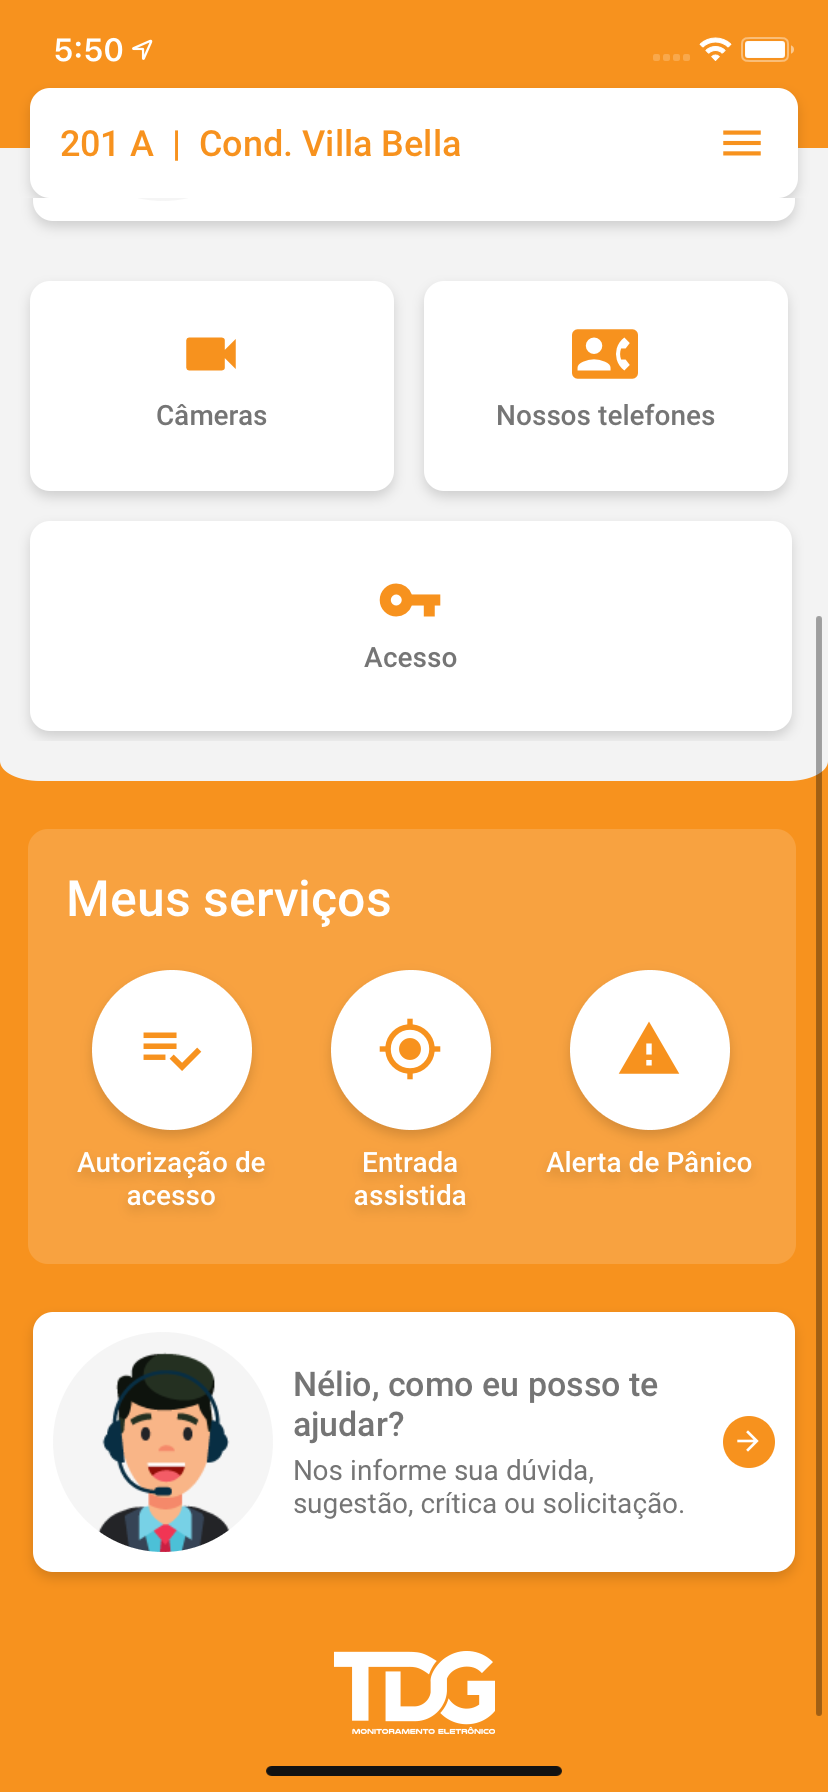 5:50
201 A | Cond. Villa Bella
Câmeras
Nossos telefones
Acesso
Meus serviços
Autorização de
acesso
Entrada
assistida
Alerta de Pânico
Nélio, como eu posso te
ajudar?
Nos informe sua dúvida,
sugestão, crítica ou solicitação.
TDG
MONITORAMENTO ELETRÔNICO